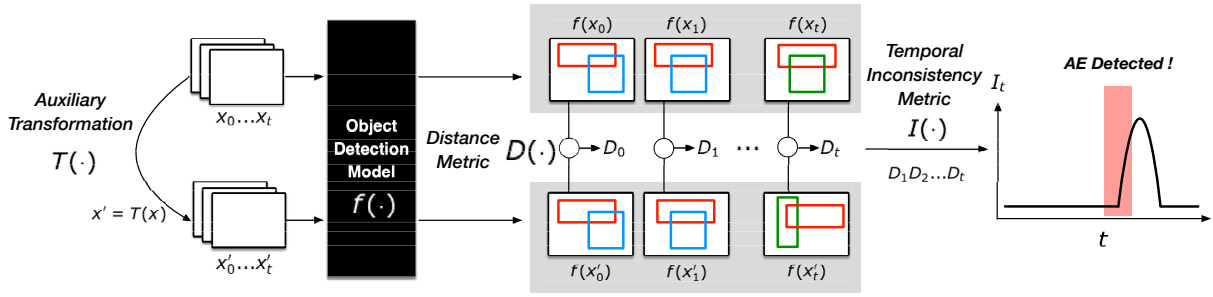 Auxiliary
Transformation
T(·)
x' = T(x)
x₀...xₜ
x'₀...x'ₜ
Object
Detection
Model
f(·)
Distance
Metric
D(·)
f(x₀)
f(x₁)
f(xₜ)
D₀
D₁
...
Dₜ
f(x'₀)
f(x'₁)
f(x'ₜ)
Temporal
Inconsistency
Metric
I(·)
D₁D₂...Dₜ
AE Detected !
Iₜ
t